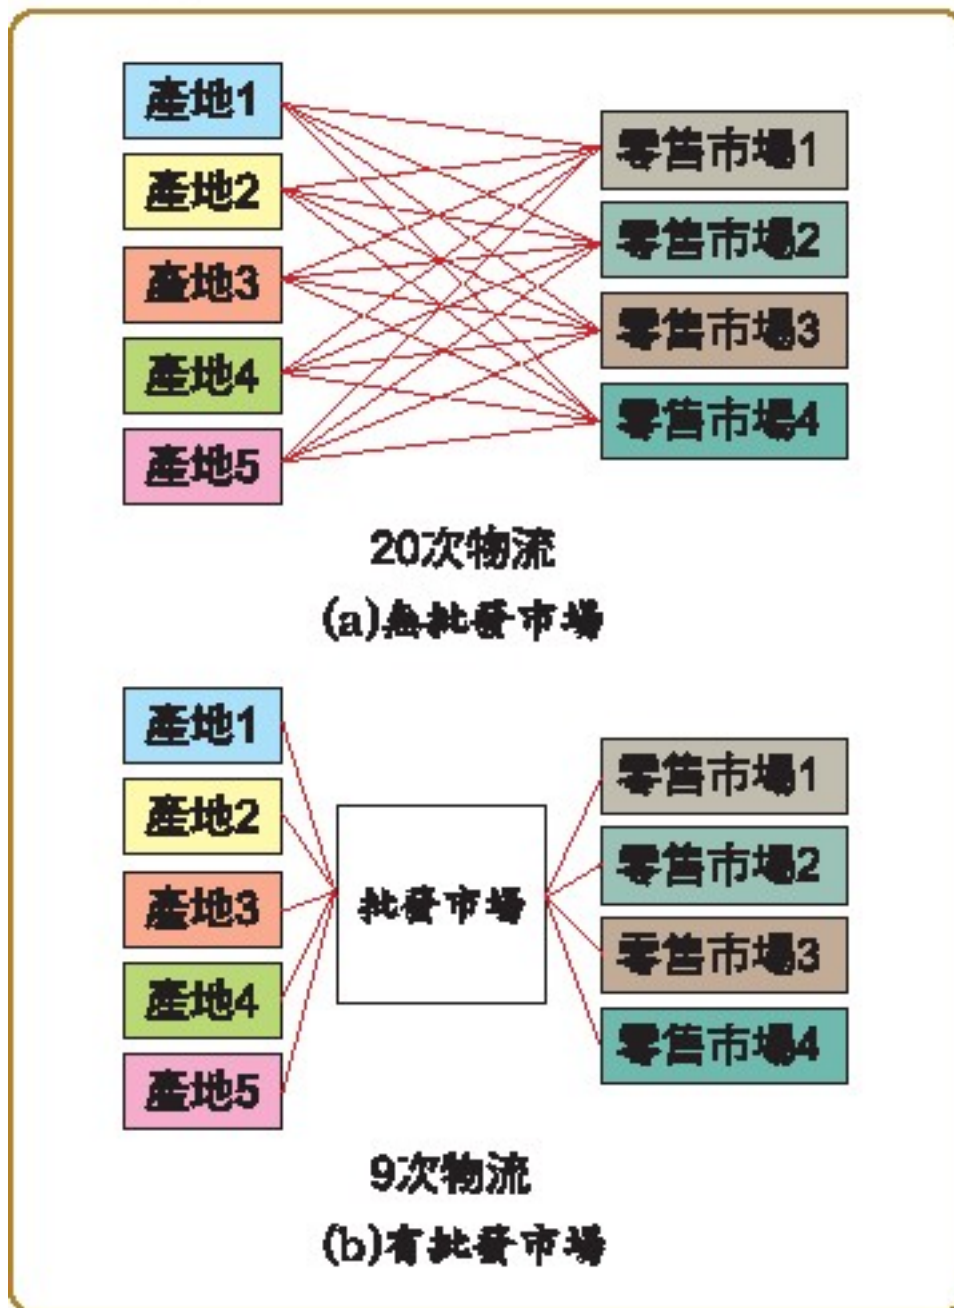 產地1
產地2
產地3
產地4
產地5
零售市場1
零售市場2
零售市場3
零售市場4
20次物流
(a)無批發市場
產地1
產地2
產地3
產地4
產地5
批發市場
零售市場1
零售市場2
零售市場3
零售市場4
9次物流
(b)有批發市場